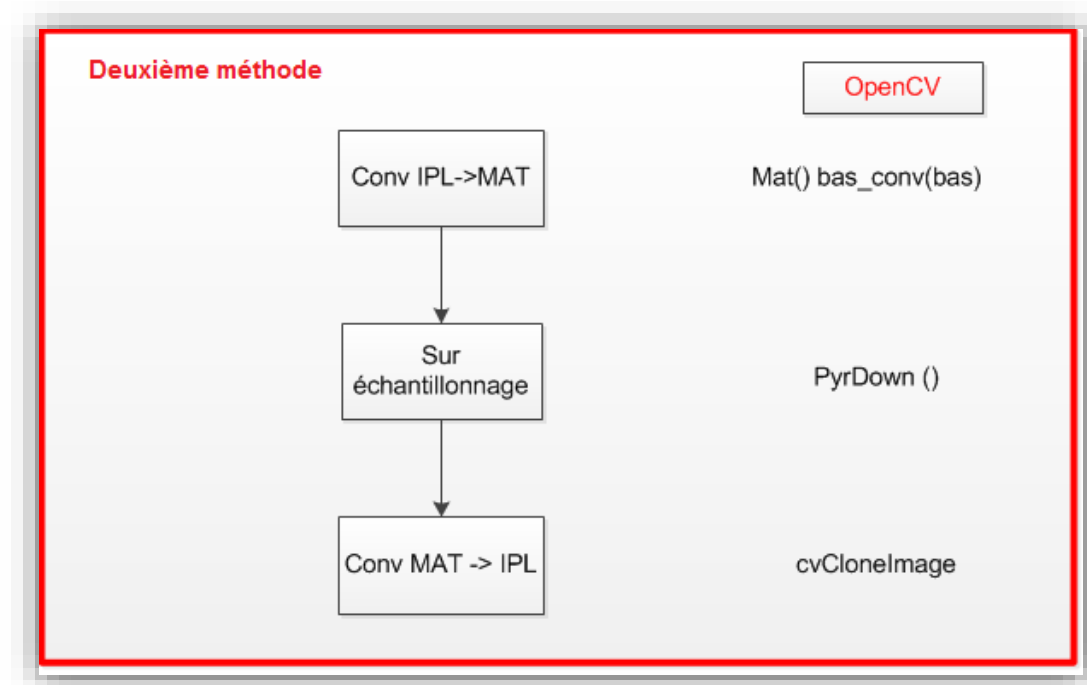 Deuxième méthode
OpenCV
Conv IPL->MAT
Mat() bas_conv(bas)
Sur
échantillonnage
PyrDown ()
Conv MAT -> IPL
cvCloneImage